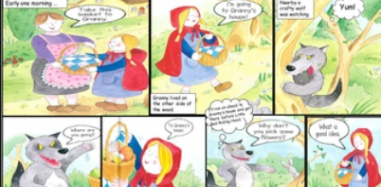 Early one morning ...
"Take this
basket to
Granny."
I'm going
to Granny's
house!
Granny lived on
the other side
of the wood.
Nearby a
crafty wolf
was watching.
Yum!
Where are
you going?
To Granny's
house.
I'll run on ahead to
Granny's house and get
there before Little
Red Riding Hood.
Why don't
you pick some
flowers?
What a
good idea.